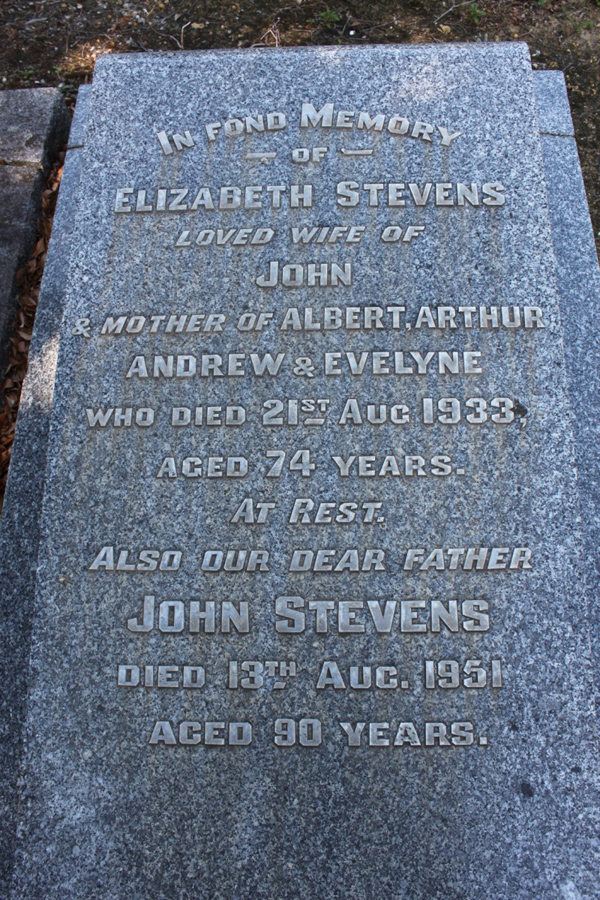 In fond Memory
— of —
Elizabeth Stevens
loved wife of
John
& mother of Albert, Arthur
Andrew & Evelyne
who died 21st Aug 1933,
aged 74 years.
At Rest.
Also our dear father
John Stevens
died 13th Aug. 1951
aged 90 years.